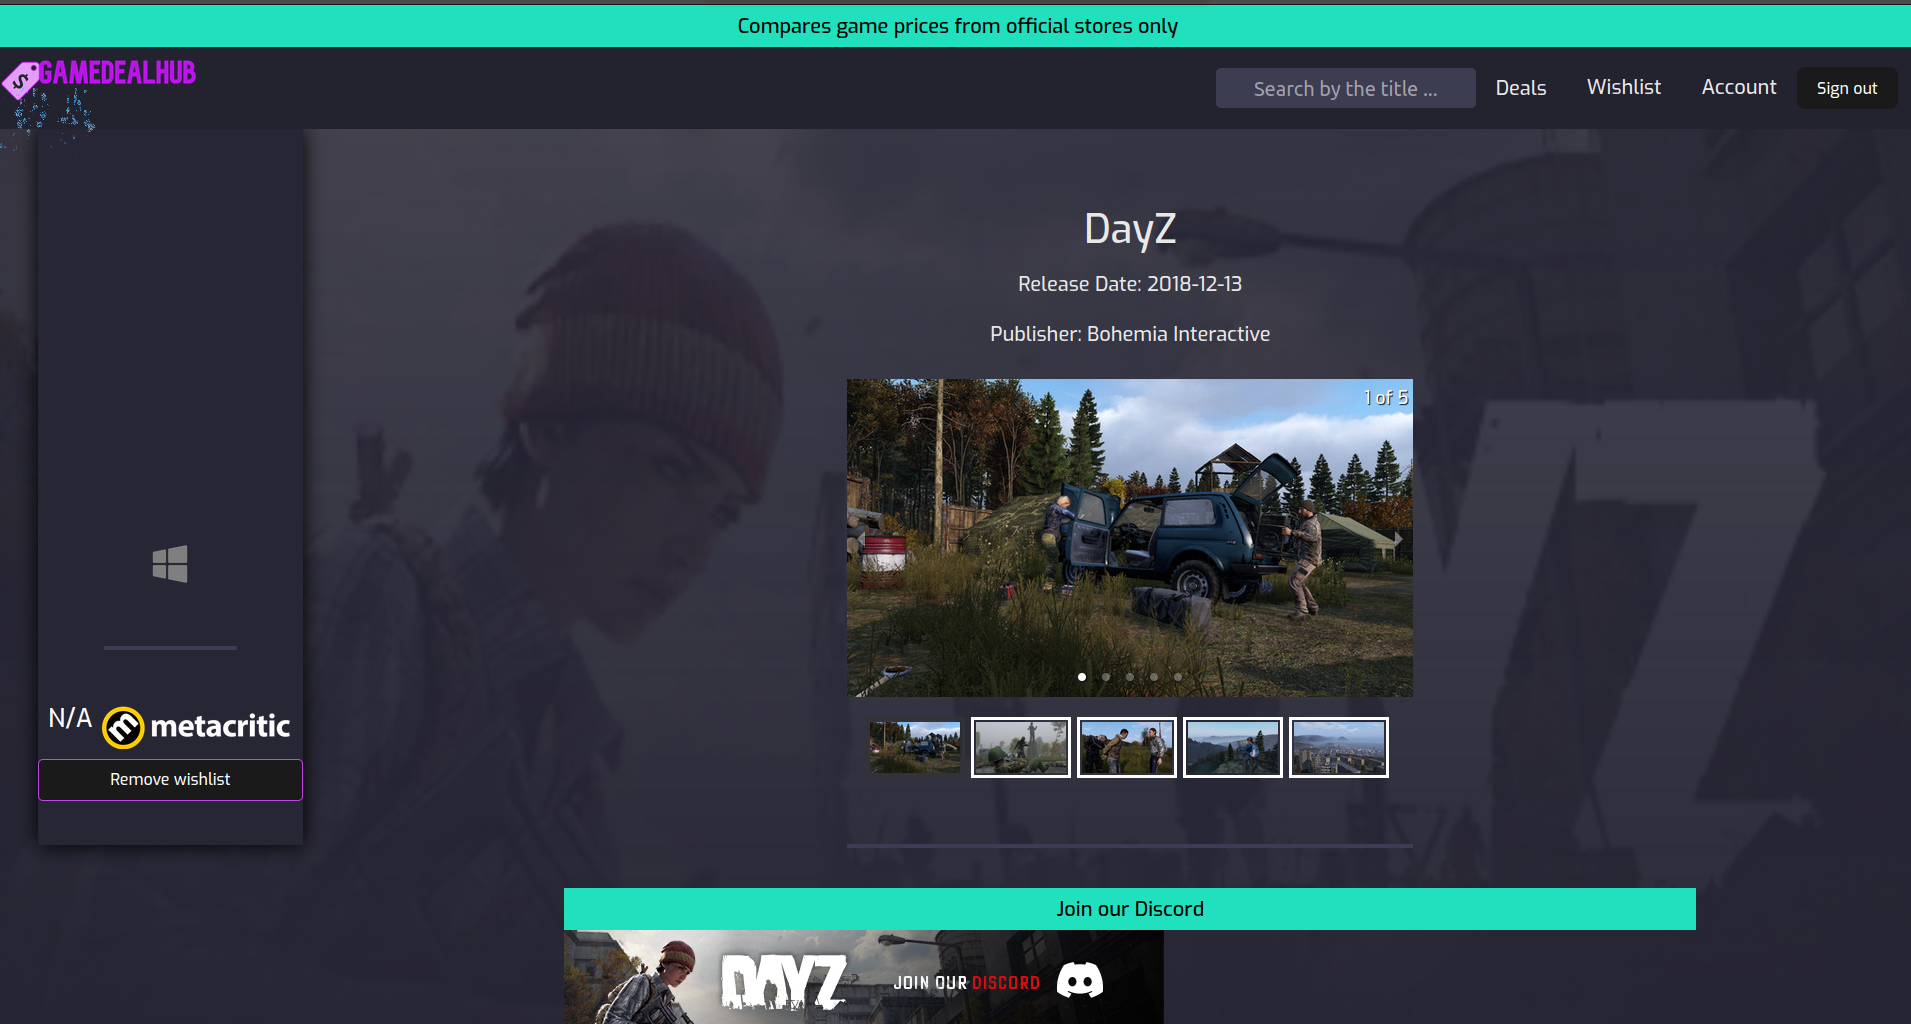 Compares game prices from official stores only
GAMEDEALHUB
Search by the title ...
Deals
Wishlist
Account
Sign out
DayZ
Release Date: 2018-12-13
Publisher: Bohemia Interactive
1 of 5
N/A
metacritic
Remove wishlist
Join our Discord
DAYZ
JOIN OUR DISCORD